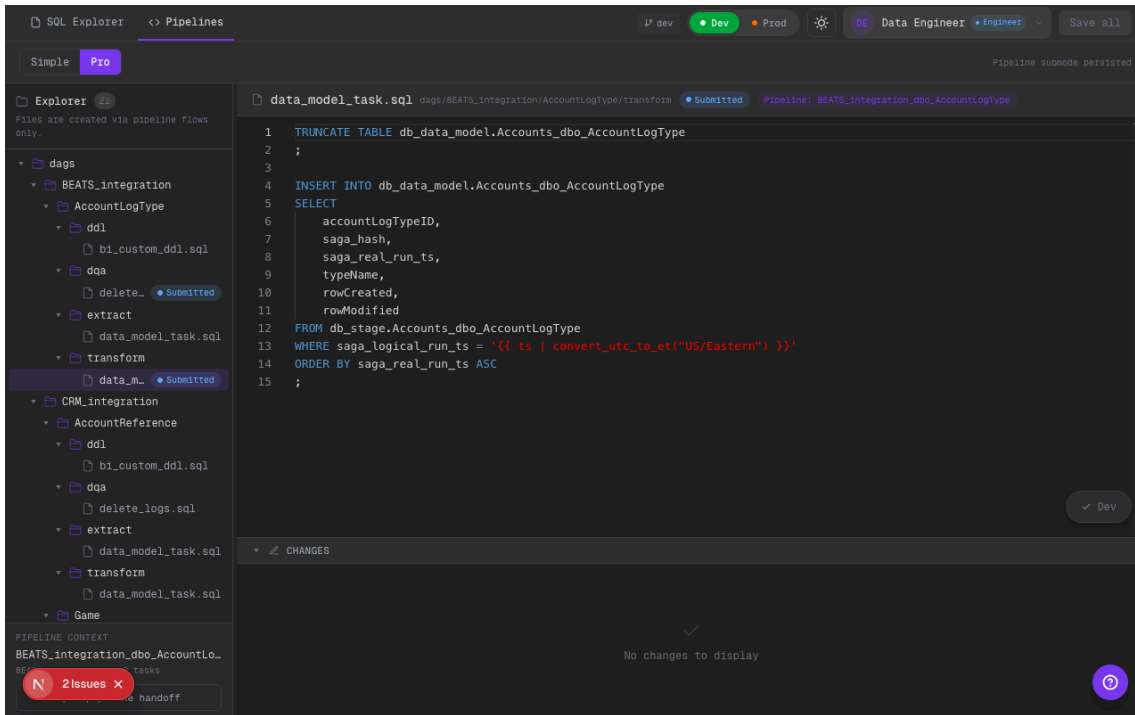 SQL Explorer <> Pipelines dev Dev Prod DE Data Engineer Engineer Save all
Simple Pro Pipeline submode persisted
Explorer 21
Files are created via pipeline flows
only.
dags
BEATS_integration
AccountLogType
ddl
bi_custom_ddl.sql
dqa
delete… Submitted
extract
data_model_task.sql
transform
data_m… Submitted
CRM_integration
AccountReference
ddl
bi_custom_ddl.sql
dqa
delete_logs.sql
extract
data_model_task.sql
transform
data_model_task.sql
Game
PIPELINE CONTEXT
BEATS_integration_dbo_AccountLo…
tasks
handoff
N 2 Issues ×
data_model_task.sql dags/BEATS_integration/AccountLogType/transform Submitted Pipeline: BEATS_integration_dbo_AccountLogType
1 TRUNCATE TABLE db_data_model.Accounts_dbo_AccountLogType
2 ;
3
4 INSERT INTO db_data_model.Accounts_dbo_AccountLogType
5 SELECT
6 accountLogTypeID,
7 saga_hash,
8 saga_real_run_ts,
9 typeName,
10 rowCreated,
11 rowModified
12 FROM db_stage.Accounts_dbo_AccountLogType
13 WHERE saga_logical_run_ts = '{{ ts | convert_utc_to_et("US/Eastern") }}'
14 ORDER BY saga_real_run_ts ASC
15 ;
Dev
CHANGES
No changes to display